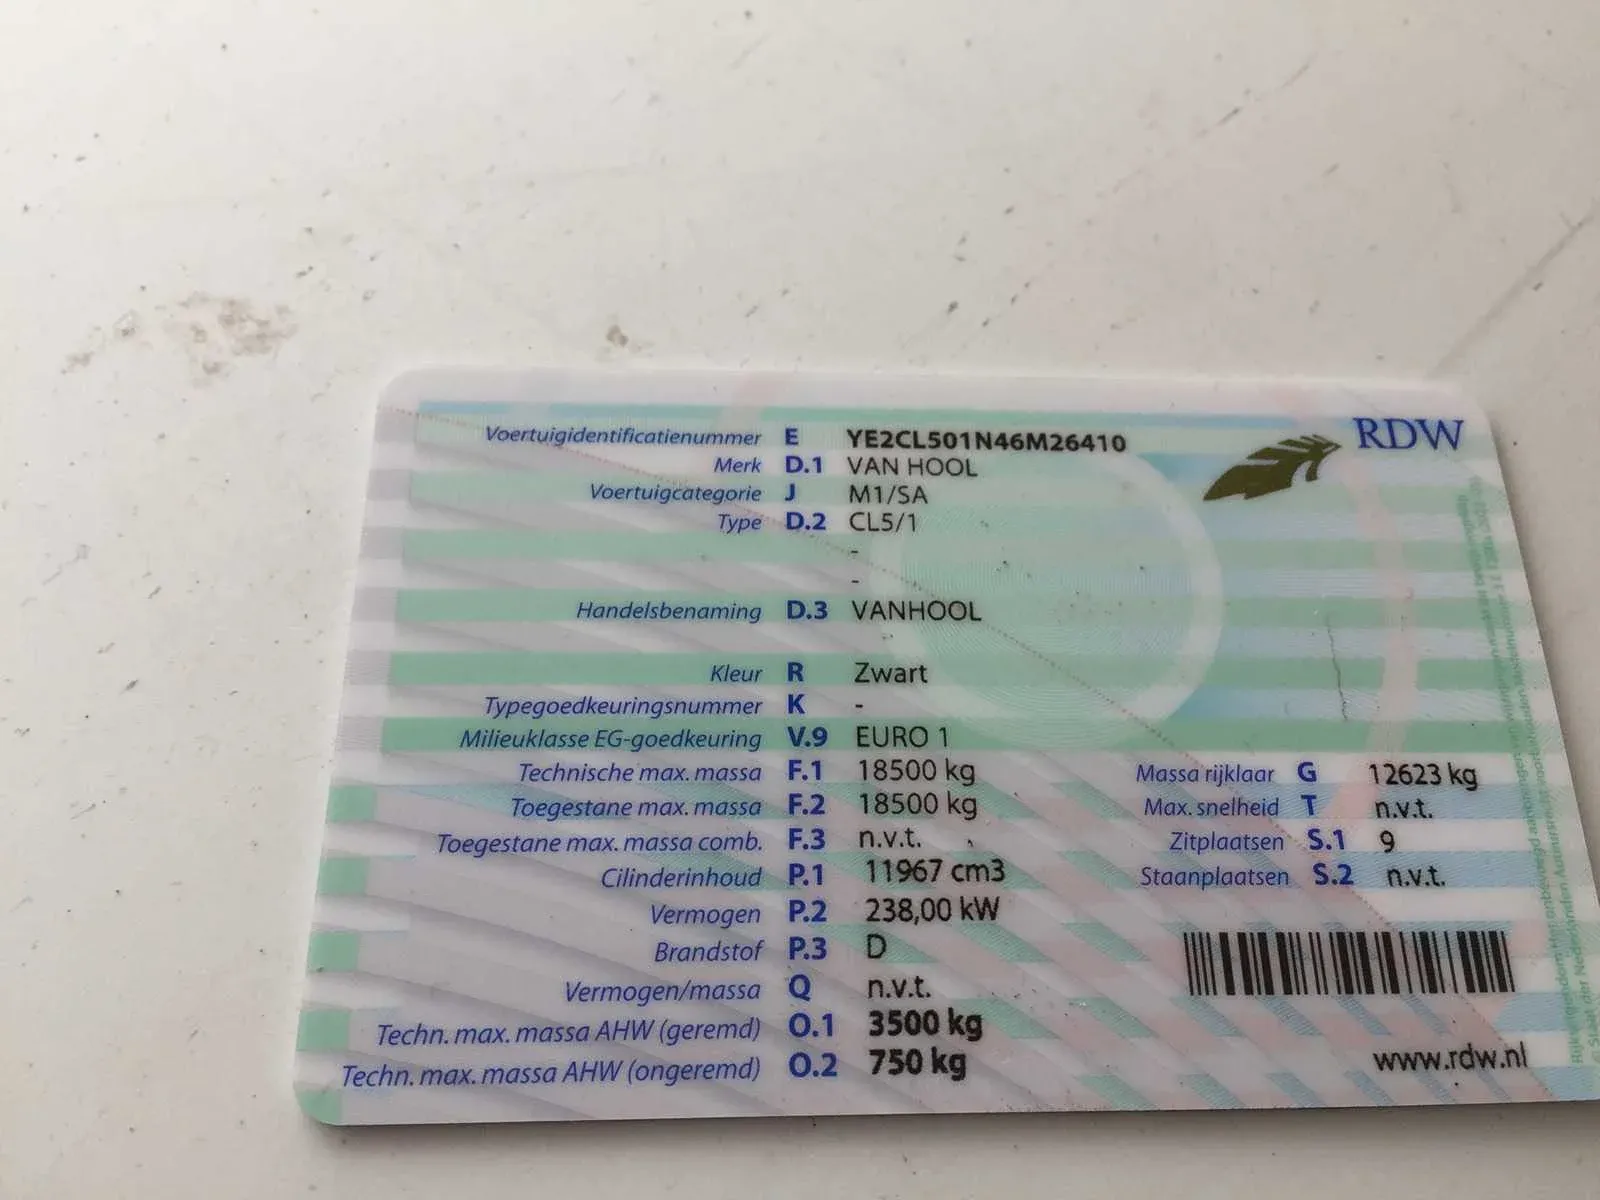 Voertuigidentificatienummer E YE2CL501N46M26410
RDW
Merk D.1 VAN HOOL
Voertuigcategorie J M1/SA
Type D.2 CL5/1
-
-
Handelsbenaming D.3 VANHOOL
Kleur R Zwart
Typegoedkeuringsnummer K -
Milieuklasse EG-goedkeuring V.9 EURO 1
Technische max. massa F.1 18500 kg Massa rijklaar G 12623 kg
Toegestane max. massa F.2 18500 kg Max. snelheid T n.v.t.
Toegestane max. massa comb. F.3 n.v.t. Zitplaatsen S.1 9
Cilinderinhoud P.1 11967 cm3 Staanplaatsen S.2 n.v.t.
Vermogen P.2 238,00 kW
Brandstof P.3 D
Vermogen/massa Q n.v.t.
Techn. max. massa AHW (geremd) O.1 3500 kg
Techn. max. massa AHW (ongeremd) O.2 750 kg
www.rdw.nl